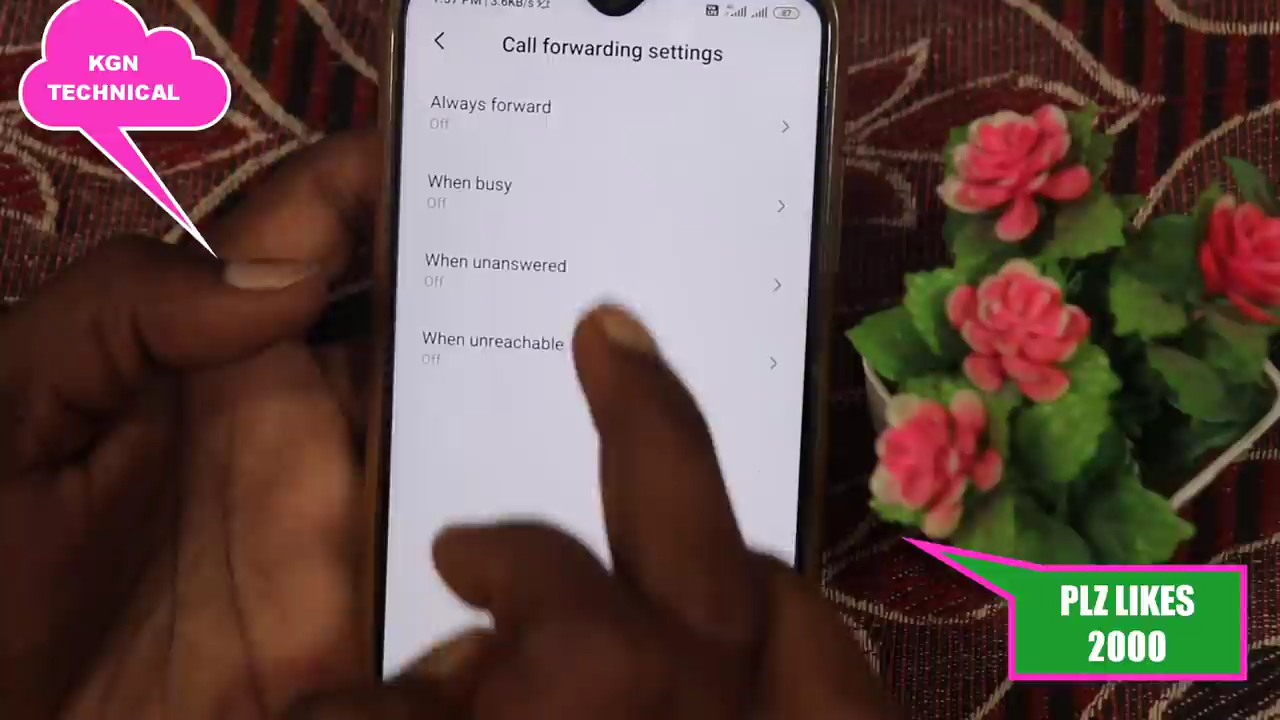 KGN
TECHNICAL
Call forwarding settings
Always forward
Off
When busy
Off
When unanswered
Off
When unreachable
Off
PLZ LIKES
2000